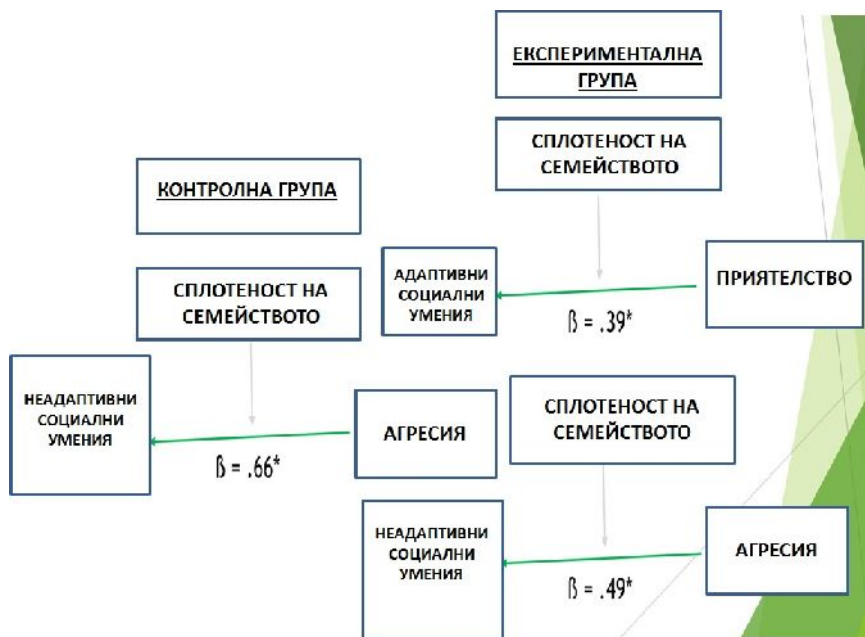 ЕКСПЕРИМЕНТАЛНА
ГРУПА
СПЛОТЕНОСТ НА
СЕМЕЙСТВОТО
КОНТРОЛНА ГРУПА
АДАПТИВНИ
СОЦИАЛНИ
УМЕНИЯ
ПРИЯТЕЛСТВО
ß = .39*
СПЛОТЕНОСТ НА
СЕМЕЙСТВОТО
НЕАДАПТИВНИ
СОЦИАЛНИ
УМЕНИЯ
АГРЕСИЯ
ß = .66*
СПЛОТЕНОСТ НА
СЕМЕЙСТВОТО
НЕАДАПТИВНИ
СОЦИАЛНИ
УМЕНИЯ
АГРЕСИЯ
ß = .49*